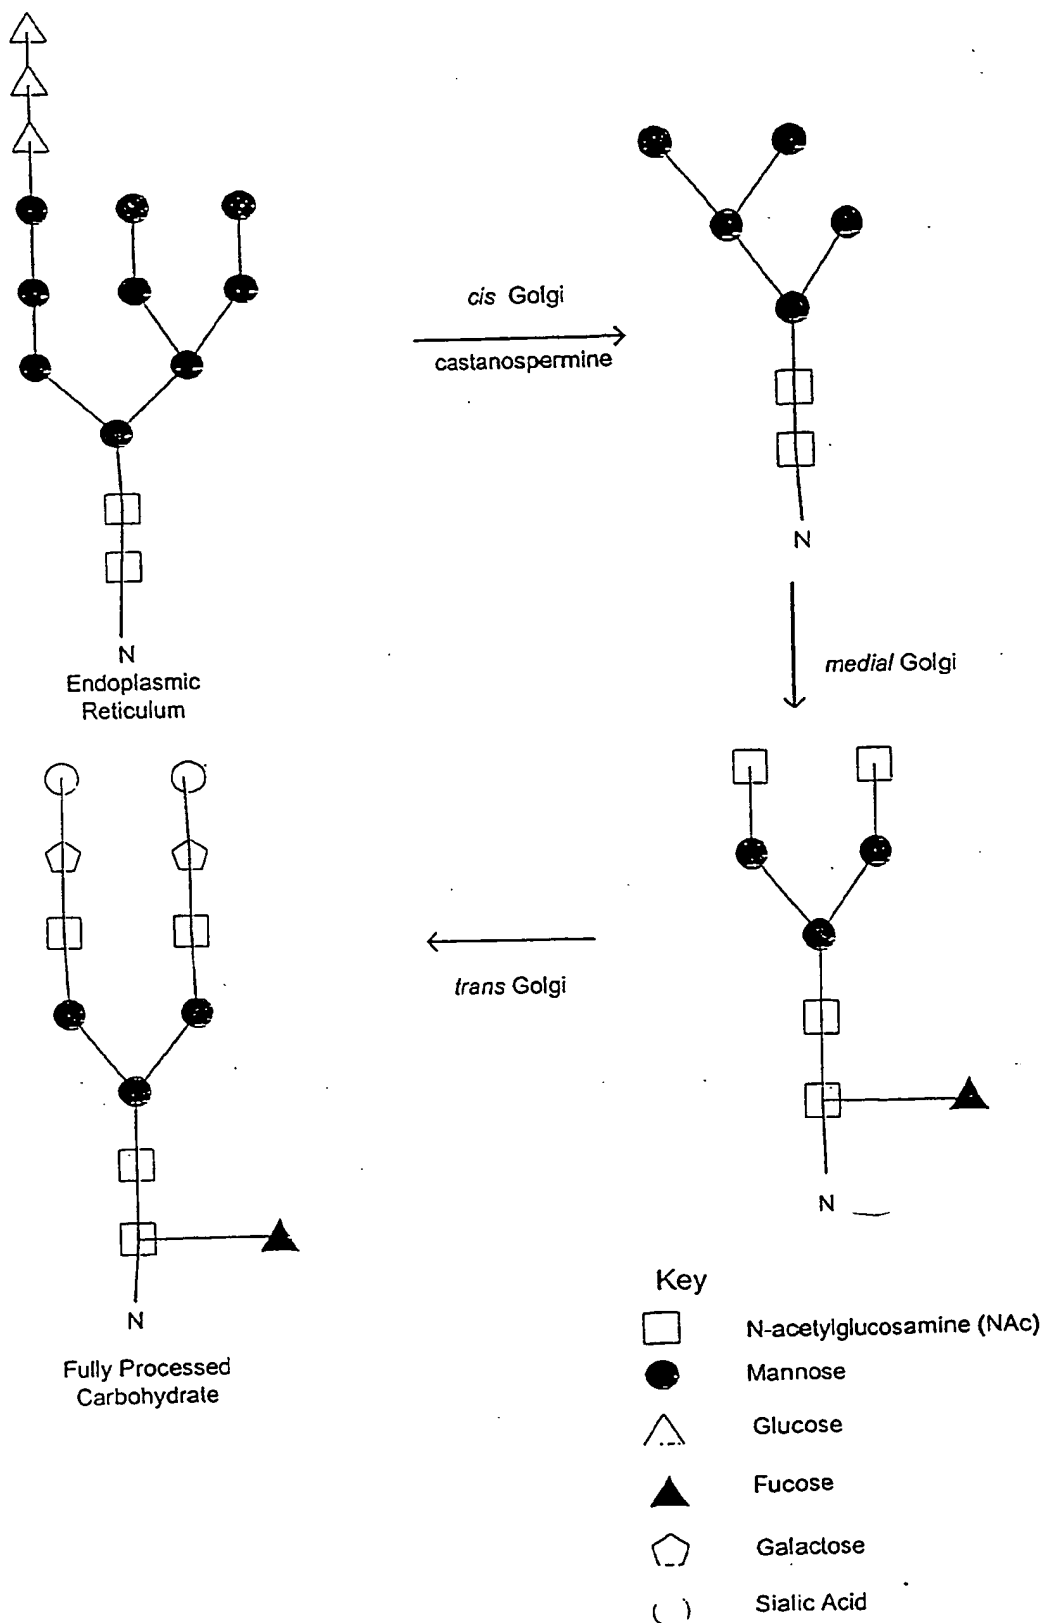 cis Golgi
castanospermine
N
N
Endoplasmic
Reticulum
medial Golgi
trans Golgi
N
N
Fully Processed
Carbohydrate
Key
N-acetylglucosamine (NAc)
Mannose
Glucose
Fucose
Galactose
Sialic Acid